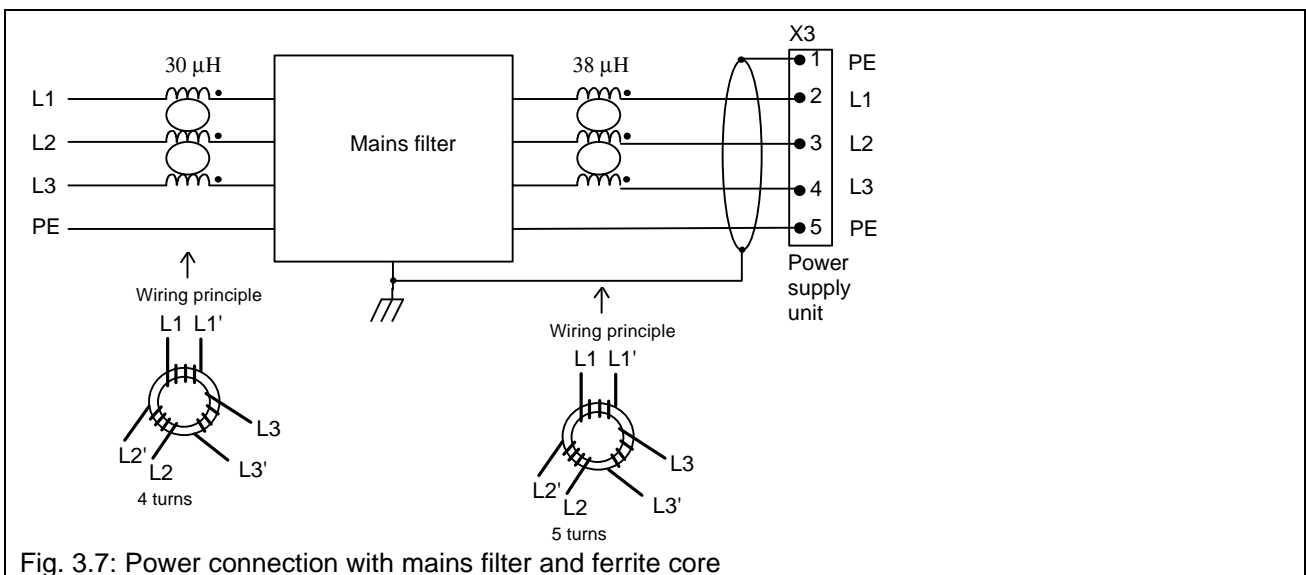 X3
30 µH
38 µH
1 PE
L1
2 L1
L2
Mains filter
3 L2
L3
4 L3
PE
5 PE
Power
supply
unit
Wiring principle
L1 L1'
L3
L2'
L2
L3'
4 turns
Wiring principle
L1 L1'
L3
L2'
L2
L3'
5 turns
Fig. 3.7: Power connection with mains filter and ferrite core